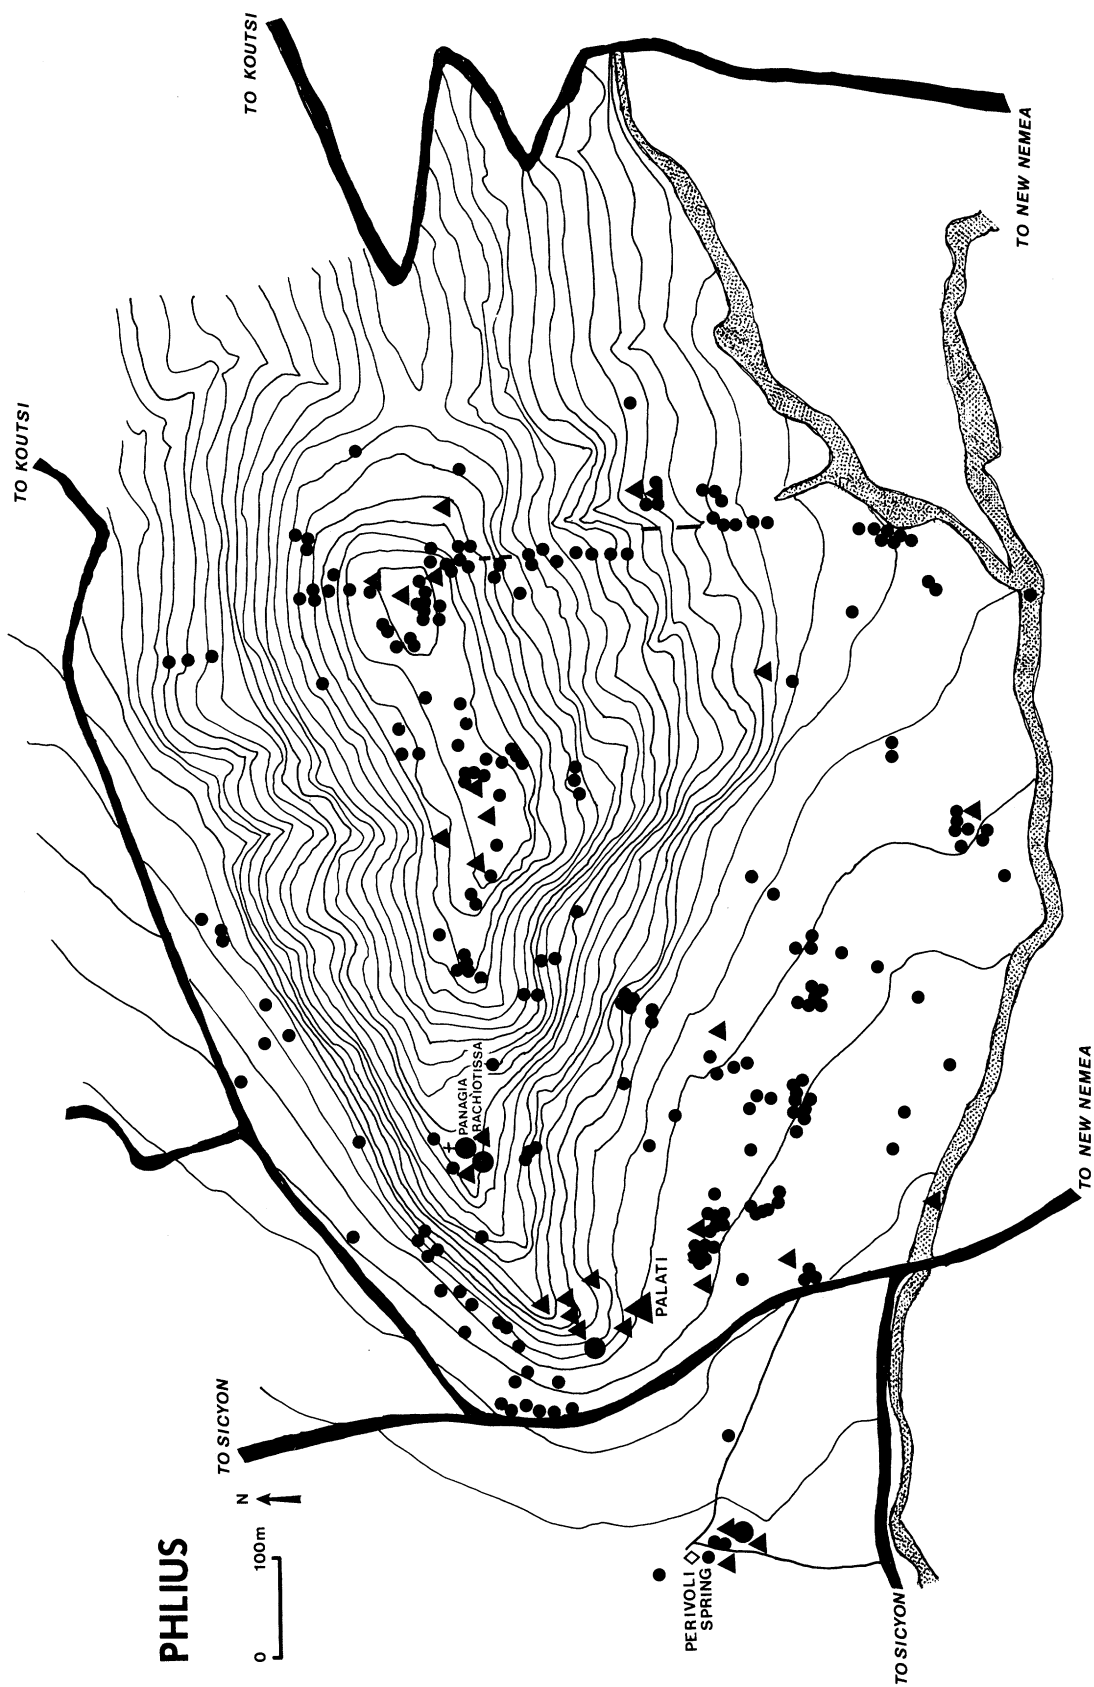 PHLIUS
0 100m
N
TO SICYON
TO KOUTSI
TO KOUTSI
PANAGIA
RACHIOTISSA
PALATI
PERIVOLI
SPRING
TO SICYON
TO NEW NEMEA
TO NEW NEMEA